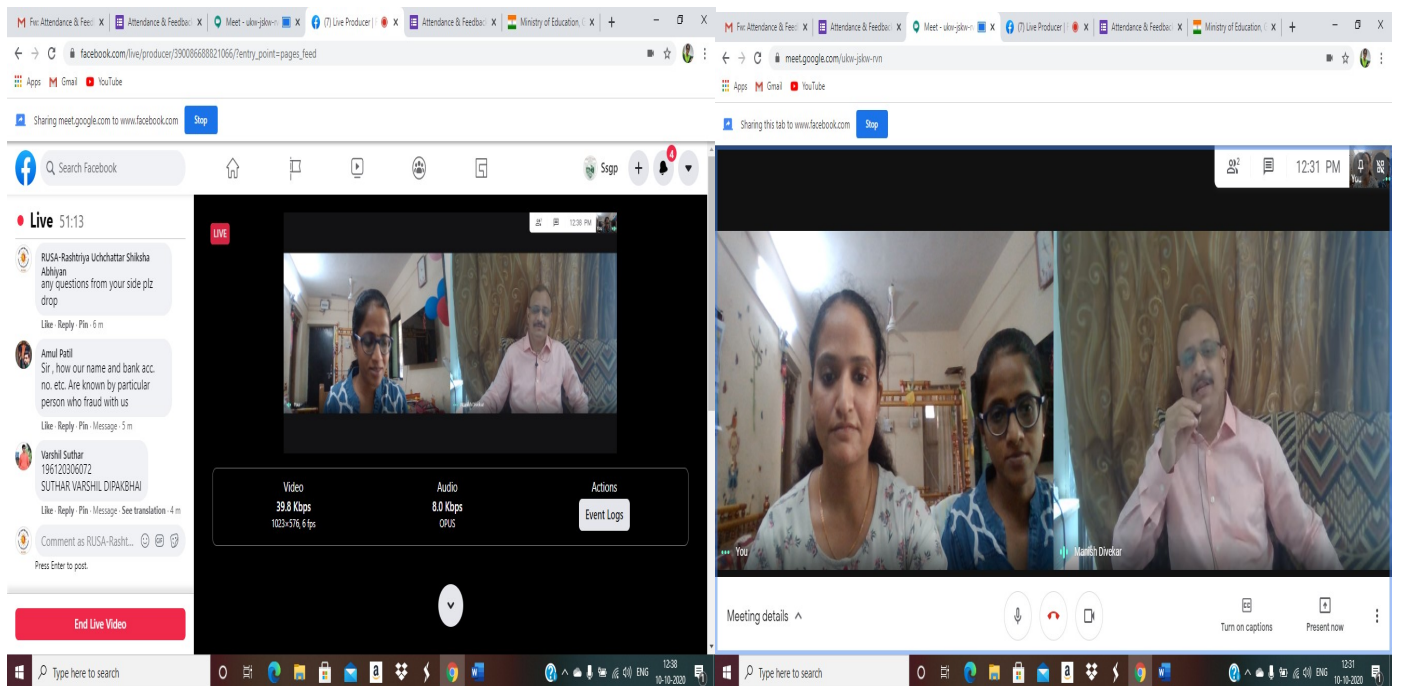 Fw: Attendance & Feed
Attendance & Feedbac
Meet - ukw-jskw-n
(7) Live Producer | F
Attendance & Feedbac
Ministry of Education, G
facebook.com/live/producer/390086688821066/?entry_point=pages_feed
Apps
Gmail
YouTube
Sharing meet.google.com to www.facebook.com
Stop
Search Facebook
Ssgp
4
Live 51:13
RUSA-Rashtriya Uchchattar Shiksha
Abhiyan
any questions from your side plz
drop
Like · Reply · Pin · 6 m
Amul Patil
Sir , how our name and bank acc.
no. etc. Are known by particular
person who fraud with us
Like · Reply · Pin · Message · 5 m
Varshil Suthar
196120306072
SUTHAR VARSHIL DIPAKBHAI
Like · Reply · Pin · Message · See translation · 4 m
Comment as RUSA-Rasht...
Press Enter to post.
End Live Video
LIVE
12:38 PM
You
Video
39.8 Kbps
1023×576, 6 fps
Audio
8.0 Kbps
OPUS
Actions
Event Logs
Type here to search
ENG
12:38
10-10-2020
Fw: Attendance & Feed
Attendance & Feedbac
Meet - ukw-jskw-n
(7) Live Producer |
Attendance & Feedbac
Ministry of Education, G
meet.google.com/ukw-jskw-rvn
Apps
Gmail
YouTube
Sharing this tab to www.facebook.com
Stop
2
12:31 PM
You
You
Manish Divekar
Meeting details
Turn on captions
Present now
Type here to search
ENG
12:31
10-10-2020